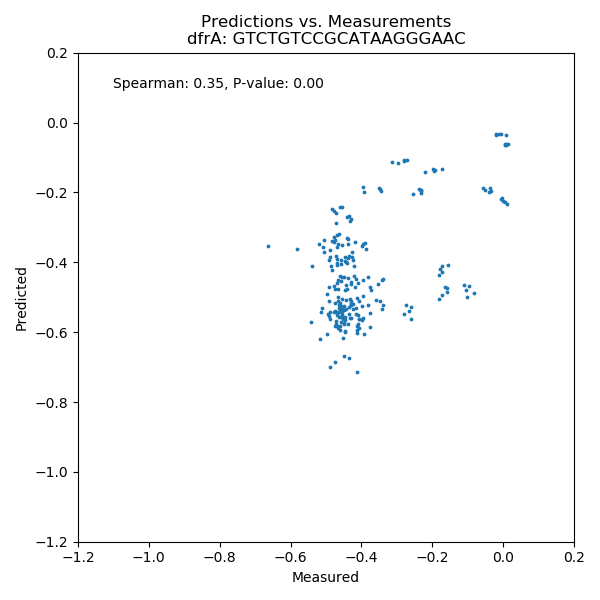 Predictions vs. Measurements
dfrA: GTCTGTCCGCATAAGGGAAC
Spearman: 0.35, P-value: 0.00
0.2
0.0
−0.2
−0.4
−0.6
−0.8
−1.0
−1.2
Predicted
−1.2 −1.0 −0.8 −0.6 −0.4 −0.2 0.0 0.2
Measured